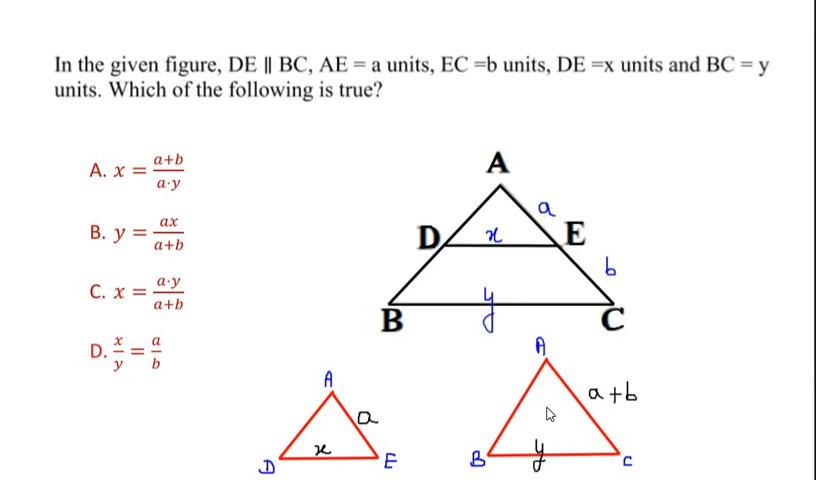 In the given figure, DE || BC, AE = a units, EC =b units, DE =x units and BC = y
units. Which of the following is true?
A. x = a+b / a·y
B. y = ax / a+b
C. x = a·y / a+b
D. x/y = a/b
A
a
D
x
E
b
y
B
C
A
a
x
D
E
A
a+b
B
y
C